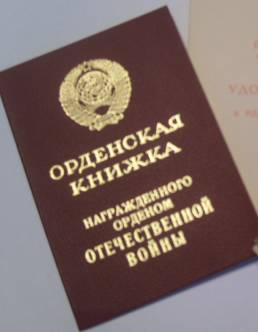 ОРДЕНСКАЯ
КНИЖКА
НАГРАЖДЕННОГО
ОРДЕНОМ
ОТЕЧЕСТВЕННОЙ
ВОЙНЫ